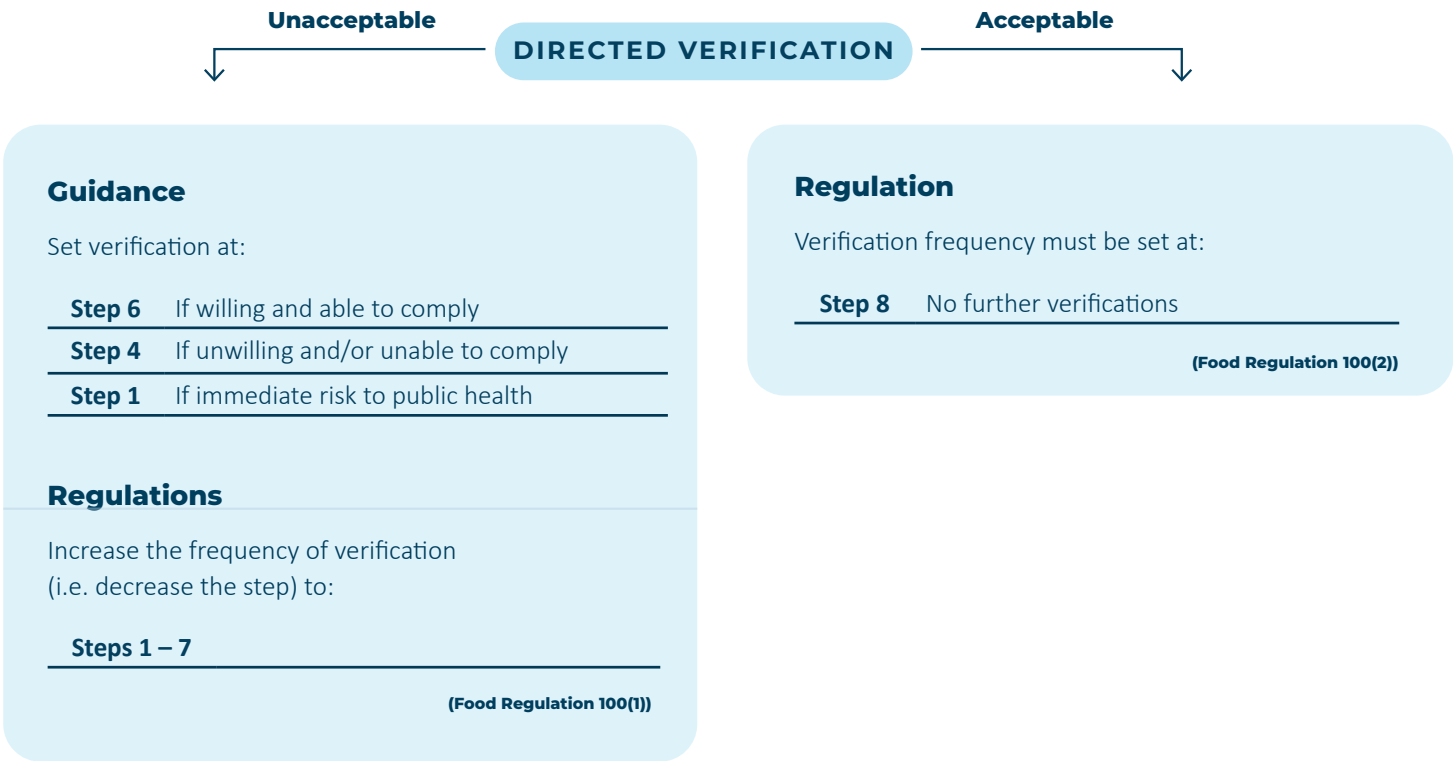 Unacceptable
Acceptable
DIRECTED VERIFICATION
Guidance
Set verification at:
Step 6 If willing and able to comply
Step 4 If unwilling and/or unable to comply
Step 1 If immediate risk to public health
Regulations
Increase the frequency of verification
(i.e. decrease the step) to:
Steps 1 – 7
(Food Regulation 100(1))
Regulation
Verification frequency must be set at:
Step 8 No further verifications
(Food Regulation 100(2))